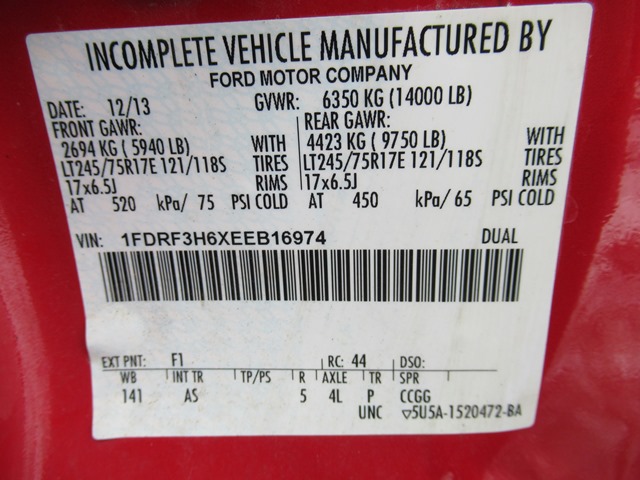 INCOMPLETE VEHICLE MANUFACTURED BY
FORD MOTOR COMPANY
DATE: 12/13 GVWR: 6350 KG (14000 LB)
FRONT GAWR: REAR GAWR:
2694 KG ( 5940 LB) WITH 4423 KG ( 9750 LB) WITH
LT245/75R17E 121/118S TIRES LT245/75R17E 121/118S TIRES
17x6.5J RIMS 17x6.5J RIMS
AT 520 kPa/ 75 PSI COLD AT 450 kPa/ 65 PSI COLD
VIN: 1FDRF3H6XEEB16974 DUAL
EXT PNT: F1 RC: 44 DSO:
WB INT TR TP/PS R AXLE TR SPR
141 AS 5 4L P CCGG
UNC ▽5U5A-1520472-BA